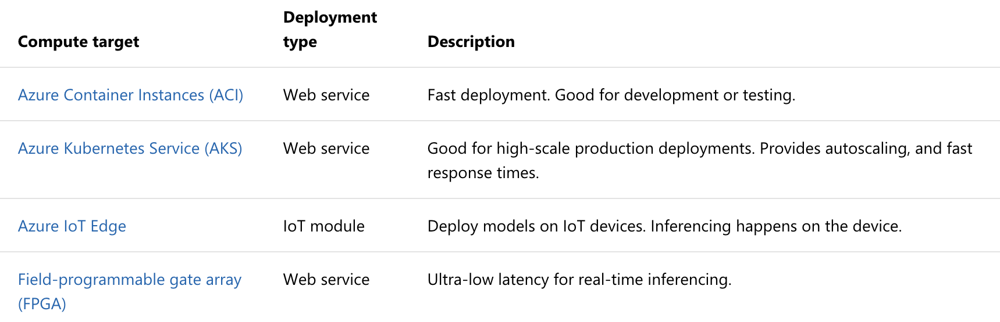 Compute target
Deployment
type
Description
Azure Container Instances (ACI)
Web service
Fast deployment. Good for development or testing.
Azure Kubernetes Service (AKS)
Web service
Good for high-scale production deployments. Provides autoscaling, and fast
response times.
Azure IoT Edge
IoT module
Deploy models on IoT devices. Inferencing happens on the device.
Field-programmable gate array
(FPGA)
Web service
Ultra-low latency for real-time inferencing.